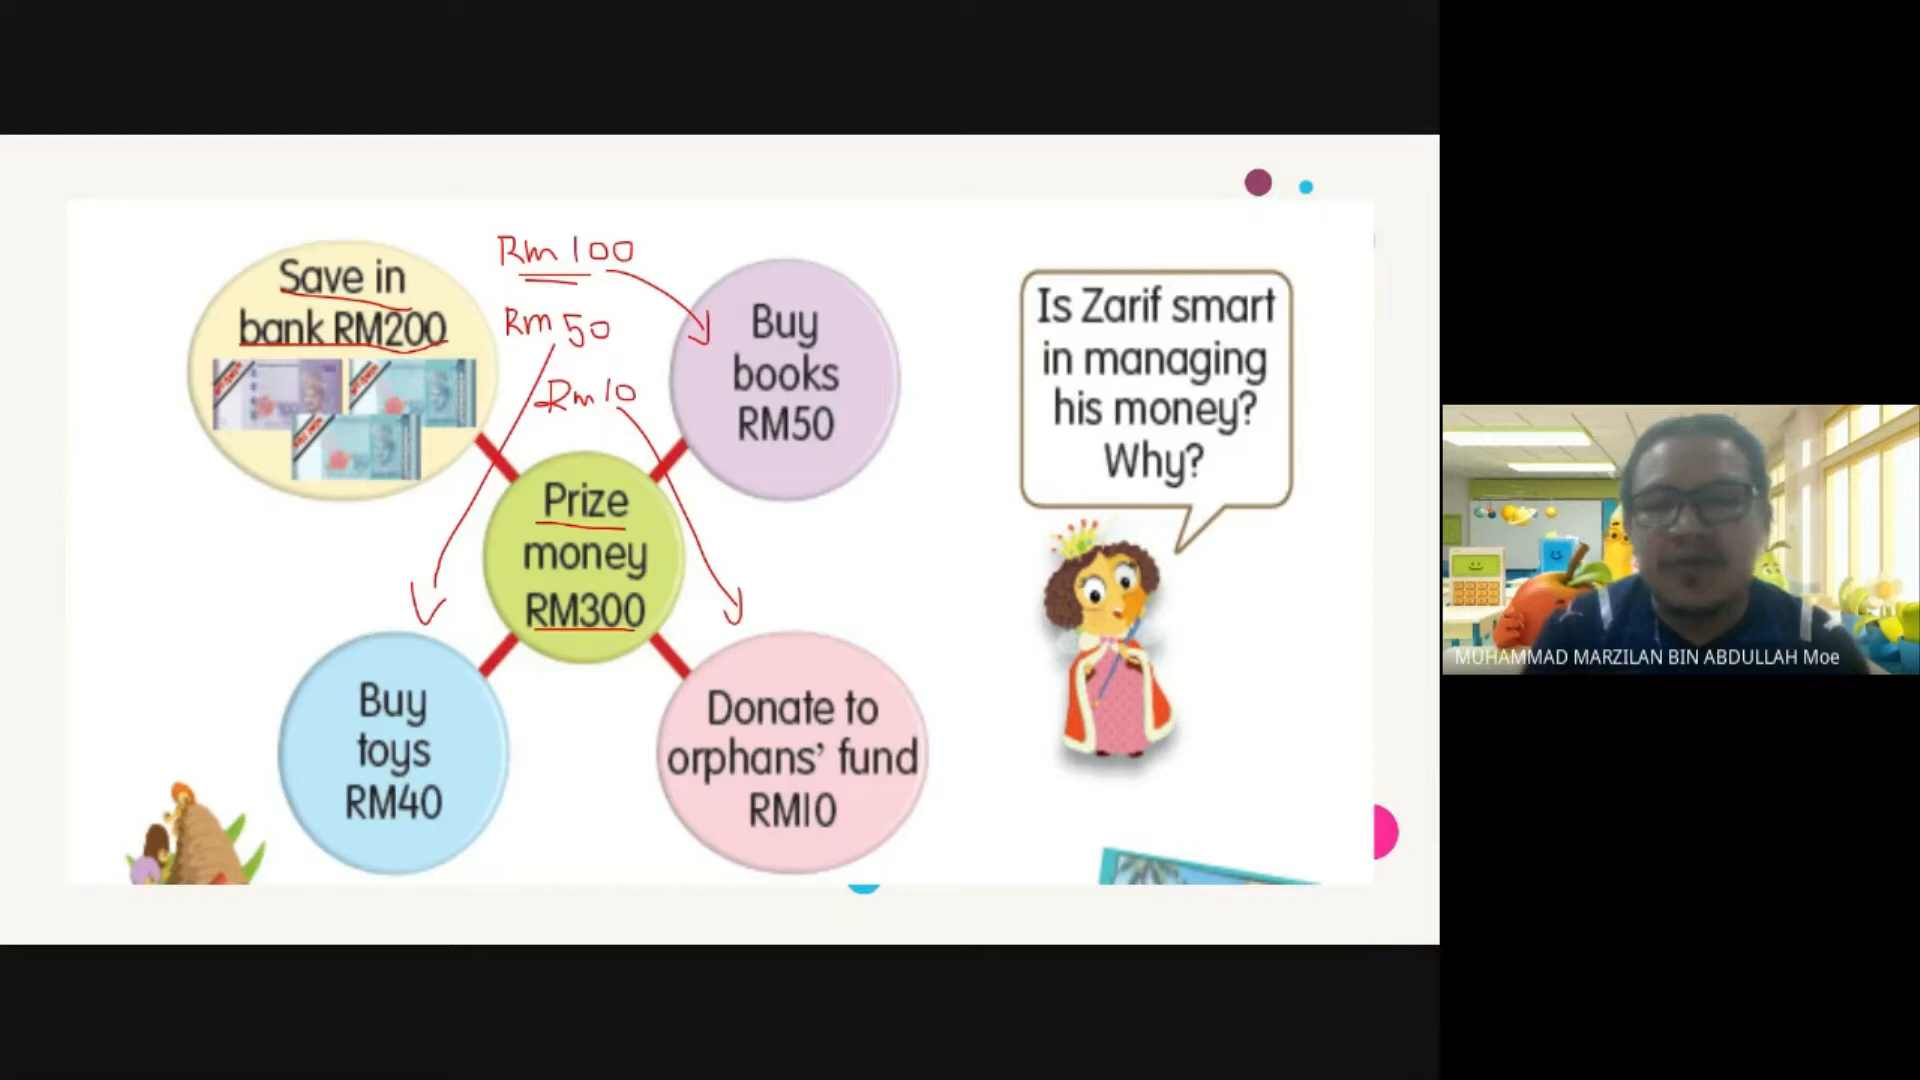 Save in
bank RM200
Rm 100
Rm 50
Rm 10
Buy
books
RM50
Prize
money
RM300
Buy
toys
RM40
Donate to
orphans’ fund
RM10
Is Zarif smart
in managing
his money?
Why?
MUHAMMAD MARZILAN BIN ABDULLAH Moe